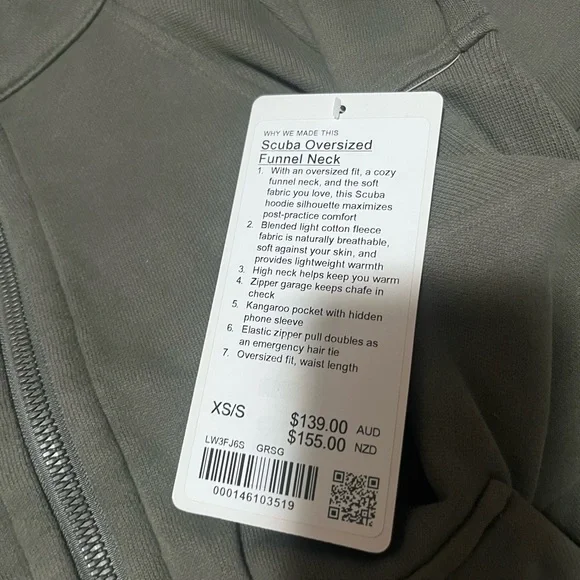 WHY WE MADE THIS
Scuba Oversized
Funnel Neck
1. With an oversized fit, a cozy
funnel neck, and the soft
fabric you love, this Scuba
hoodie silhouette maximizes
post-practice comfort
2. Blended light cotton fleece
fabric is naturally breathable,
soft against your skin, and
provides lightweight warmth
3. High neck helps keep you warm
4. Zipper garage keeps chafe in
check
5. Kangaroo pocket with hidden
phone sleeve
6. Elastic zipper pull doubles as
an emergency hair tie
7. Oversized fit, waist length
XS/S
$139.00 AUD
$155.00 NZD
LW3FJ6S GRSG
000146103519